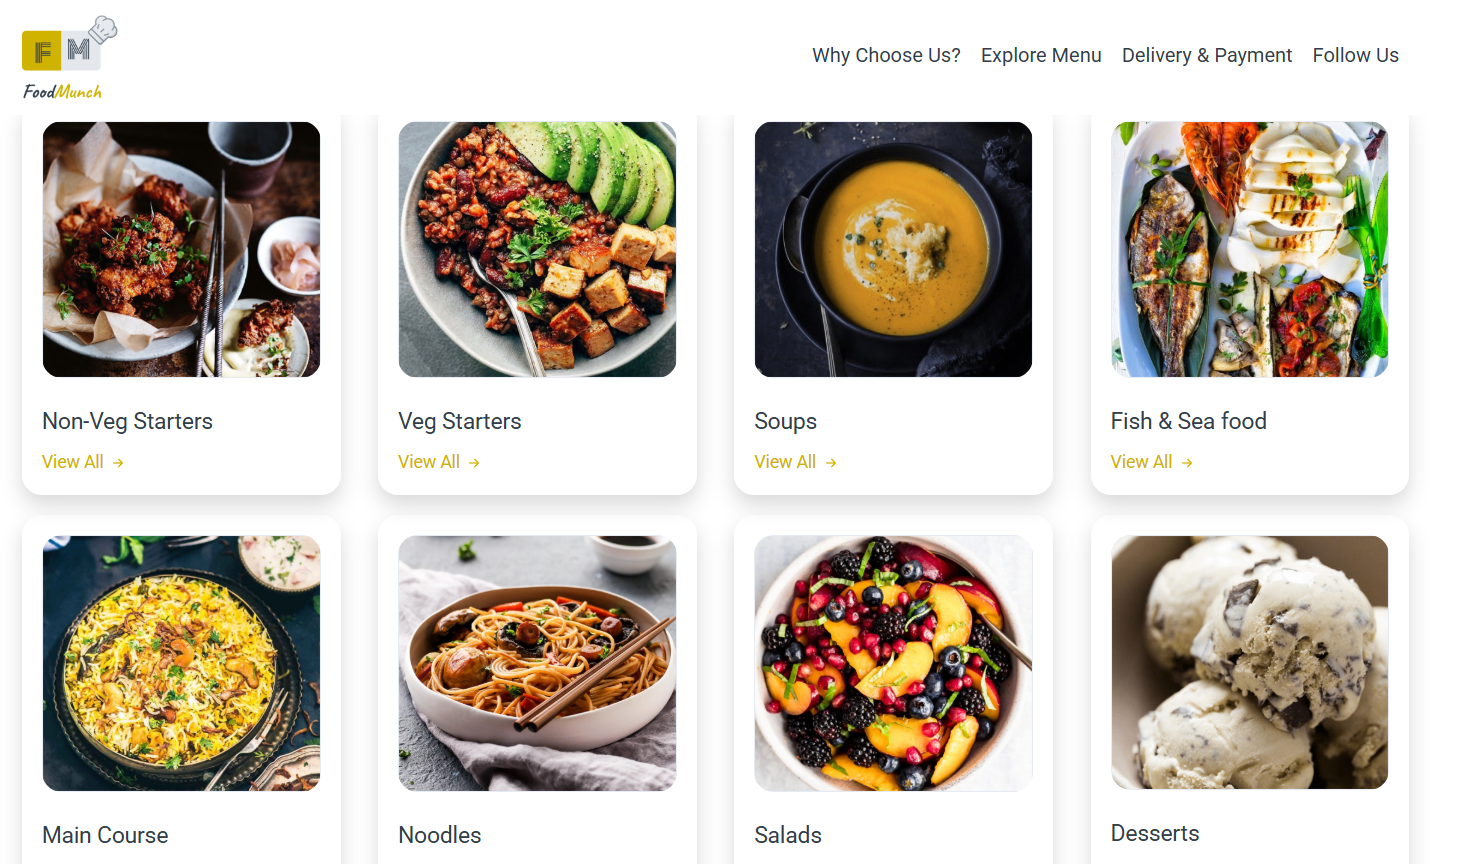 F M
FoodMunch
Why Choose Us? Explore Menu Delivery & Payment Follow Us
Non-Veg Starters
View All →
Veg Starters
View All →
Soups
View All →
Fish & Sea food
View All →
Main Course
Noodles
Salads
Desserts